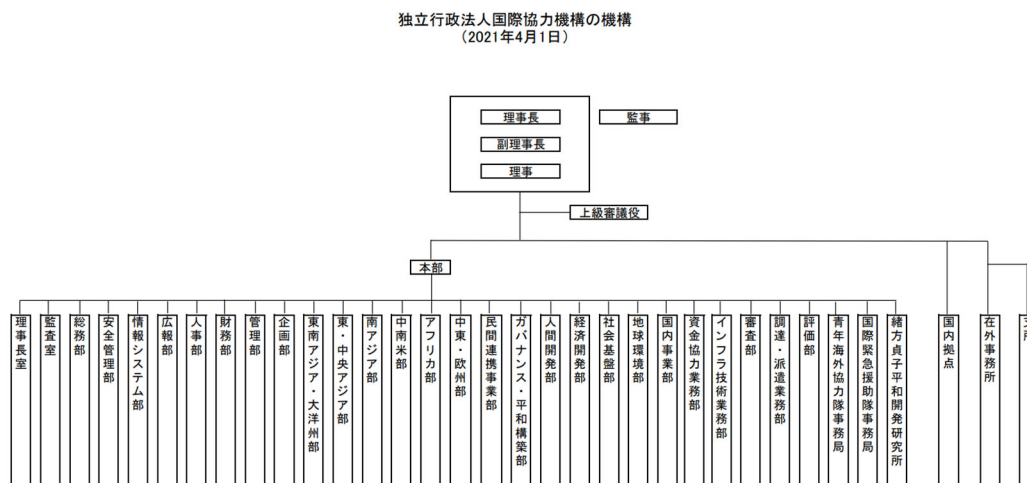 独立行政法人国際協力機構の機構
（2021年4月1日）
理事長
監事
副理事長
理事
上級審議役
本部
理事長室
監査室
総務部
安全管理部
情報システム部
広報部
人事部
財務部
管理部
企画部
東南アジア・大洋州部
東・中央アジア部
南アジア部
中南米部
アフリカ部
中東・欧州部
民間連携事業部
ガバナンス・平和構築部
人間開発部
経済開発部
社会基盤部
地球環境部
国内事業部
資金協力業務部
インフラ技術業務部
審査部
調達・派遣業務部
評価部
青年海外協力隊事務局
国際緊急援助隊事務局
緒方貞子平和開発研究所
国内拠点
在外事務所